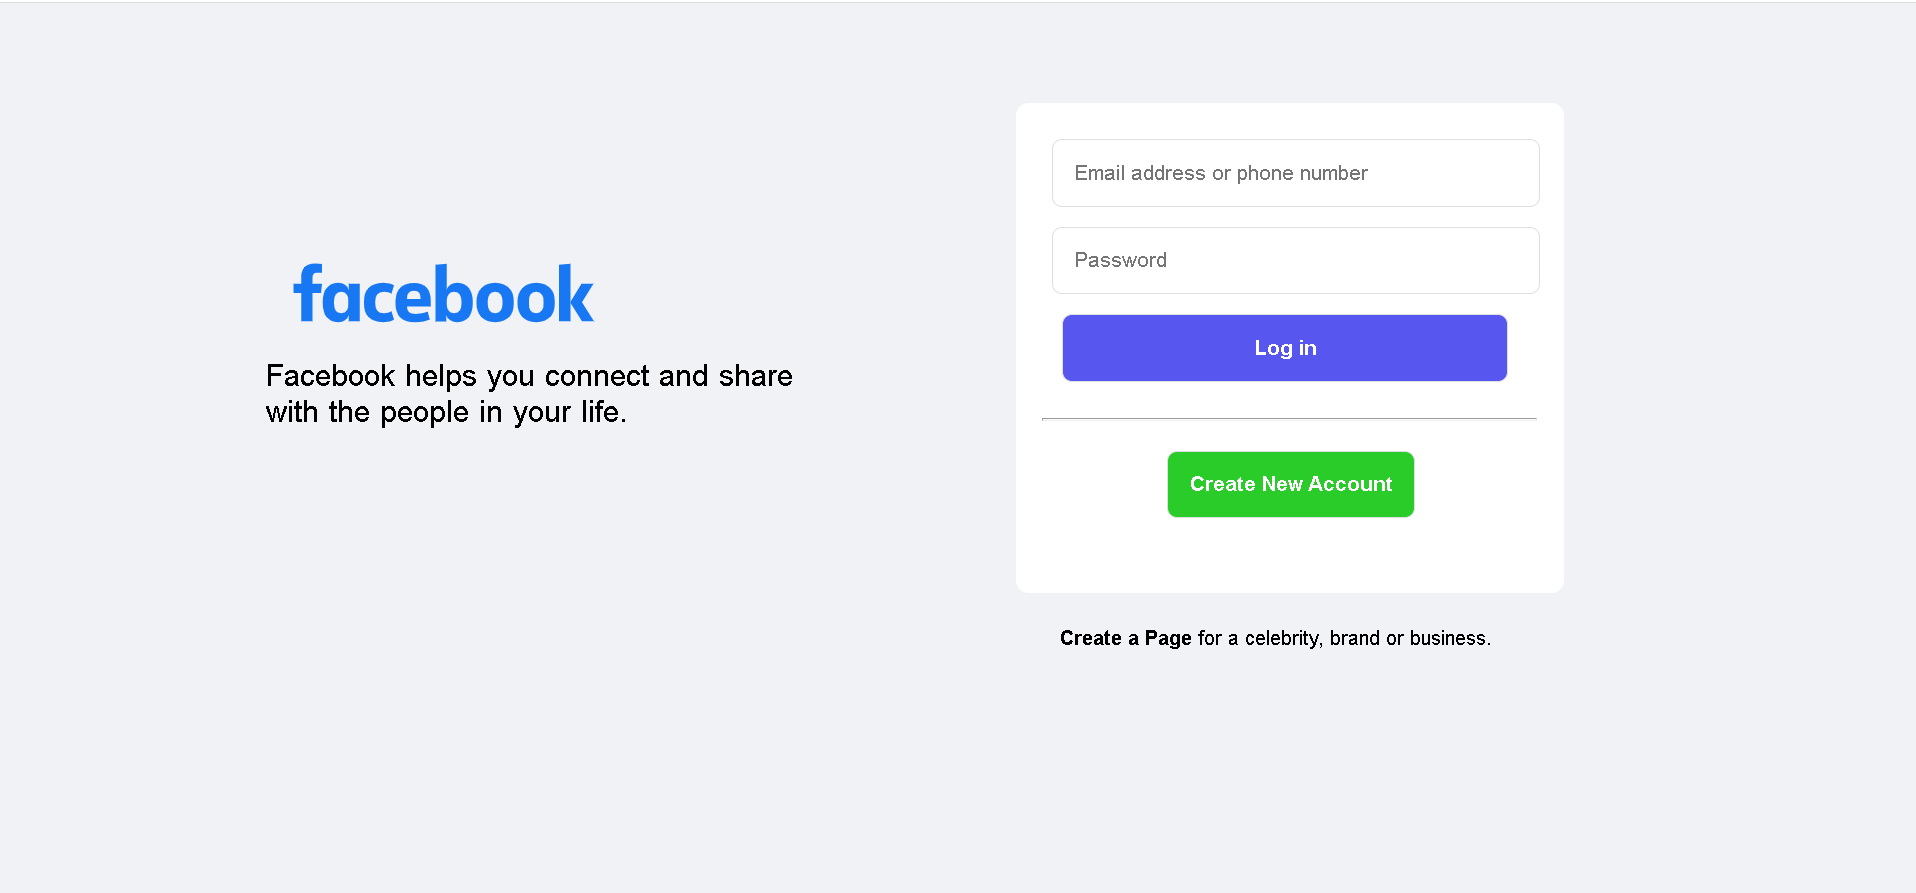 facebook
Facebook helps you connect and share
with the people in your life.
Email address or phone number
Password
Log in
Create New Account
Create a Page for a celebrity, brand or business.